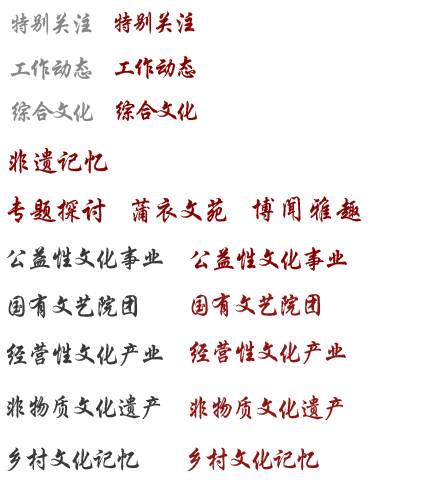 特别关注 特别关注
工作动态 工作动态
综合文化 综合文化
非遗记忆
专题探讨 蒲衣文苑 博闻雅趣
公益性文化事业 公益性文化事业
国有文艺院团 国有文艺院团
经营性文化产业 经营性文化产业
非物质文化遗产 非物质文化遗产
乡村文化记忆 乡村文化记忆